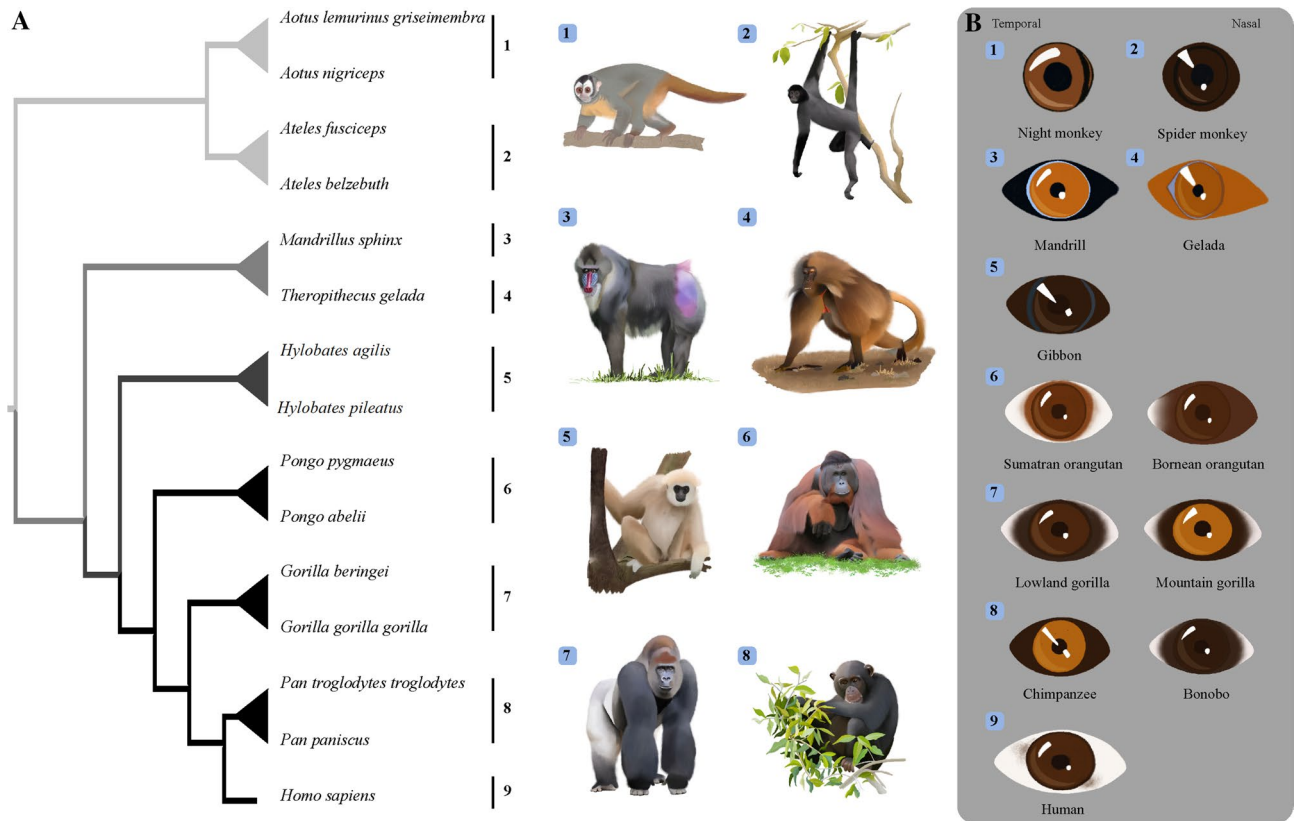 A
Aotus lemurinus griseimembra
Aotus nigriceps
1
Ateles fusciceps
Ateles belzebuth
2
Mandrillus sphinx
3
Theropithecus gelada
4
Hylobates agilis
Hylobates pileatus
5
Pongo pygmaeus
Pongo abelii
6
Gorilla beringei
Gorilla gorilla gorilla
7
Pan troglodytes troglodytes
Pan paniscus
8
Homo sapiens
9
1
2
3
4
5
6
7
8
B
Temporal
Nasal
1
2
Night monkey
Spider monkey
3
4
Mandrill
Gelada
5
Gibbon
6
Sumatran orangutan
Bornean orangutan
7
Lowland gorilla
Mountain gorilla
8
Chimpanzee
Bonobo
9
Human